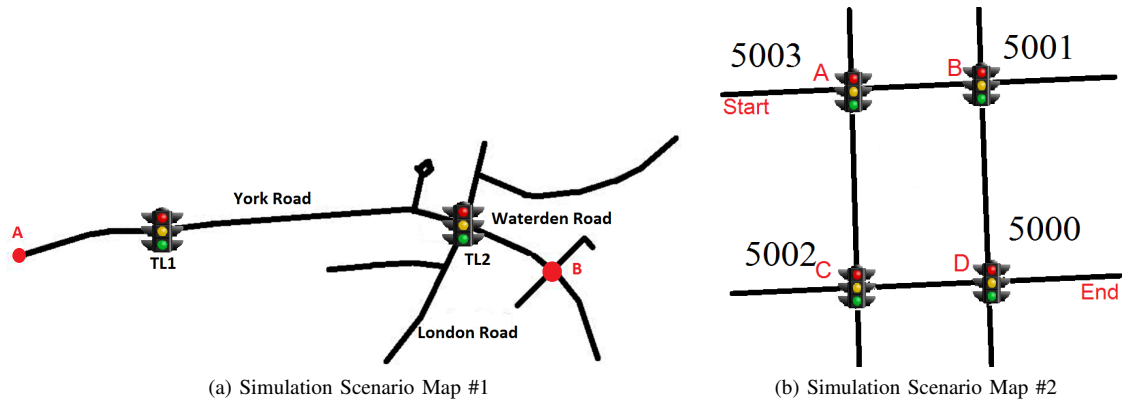 A
TL1
York Road
TL2
Waterden Road
B
London Road
(a) Simulation Scenario Map #1
5003
5001
A
B
Start
5002
5000
C
D
End
(b) Simulation Scenario Map #2